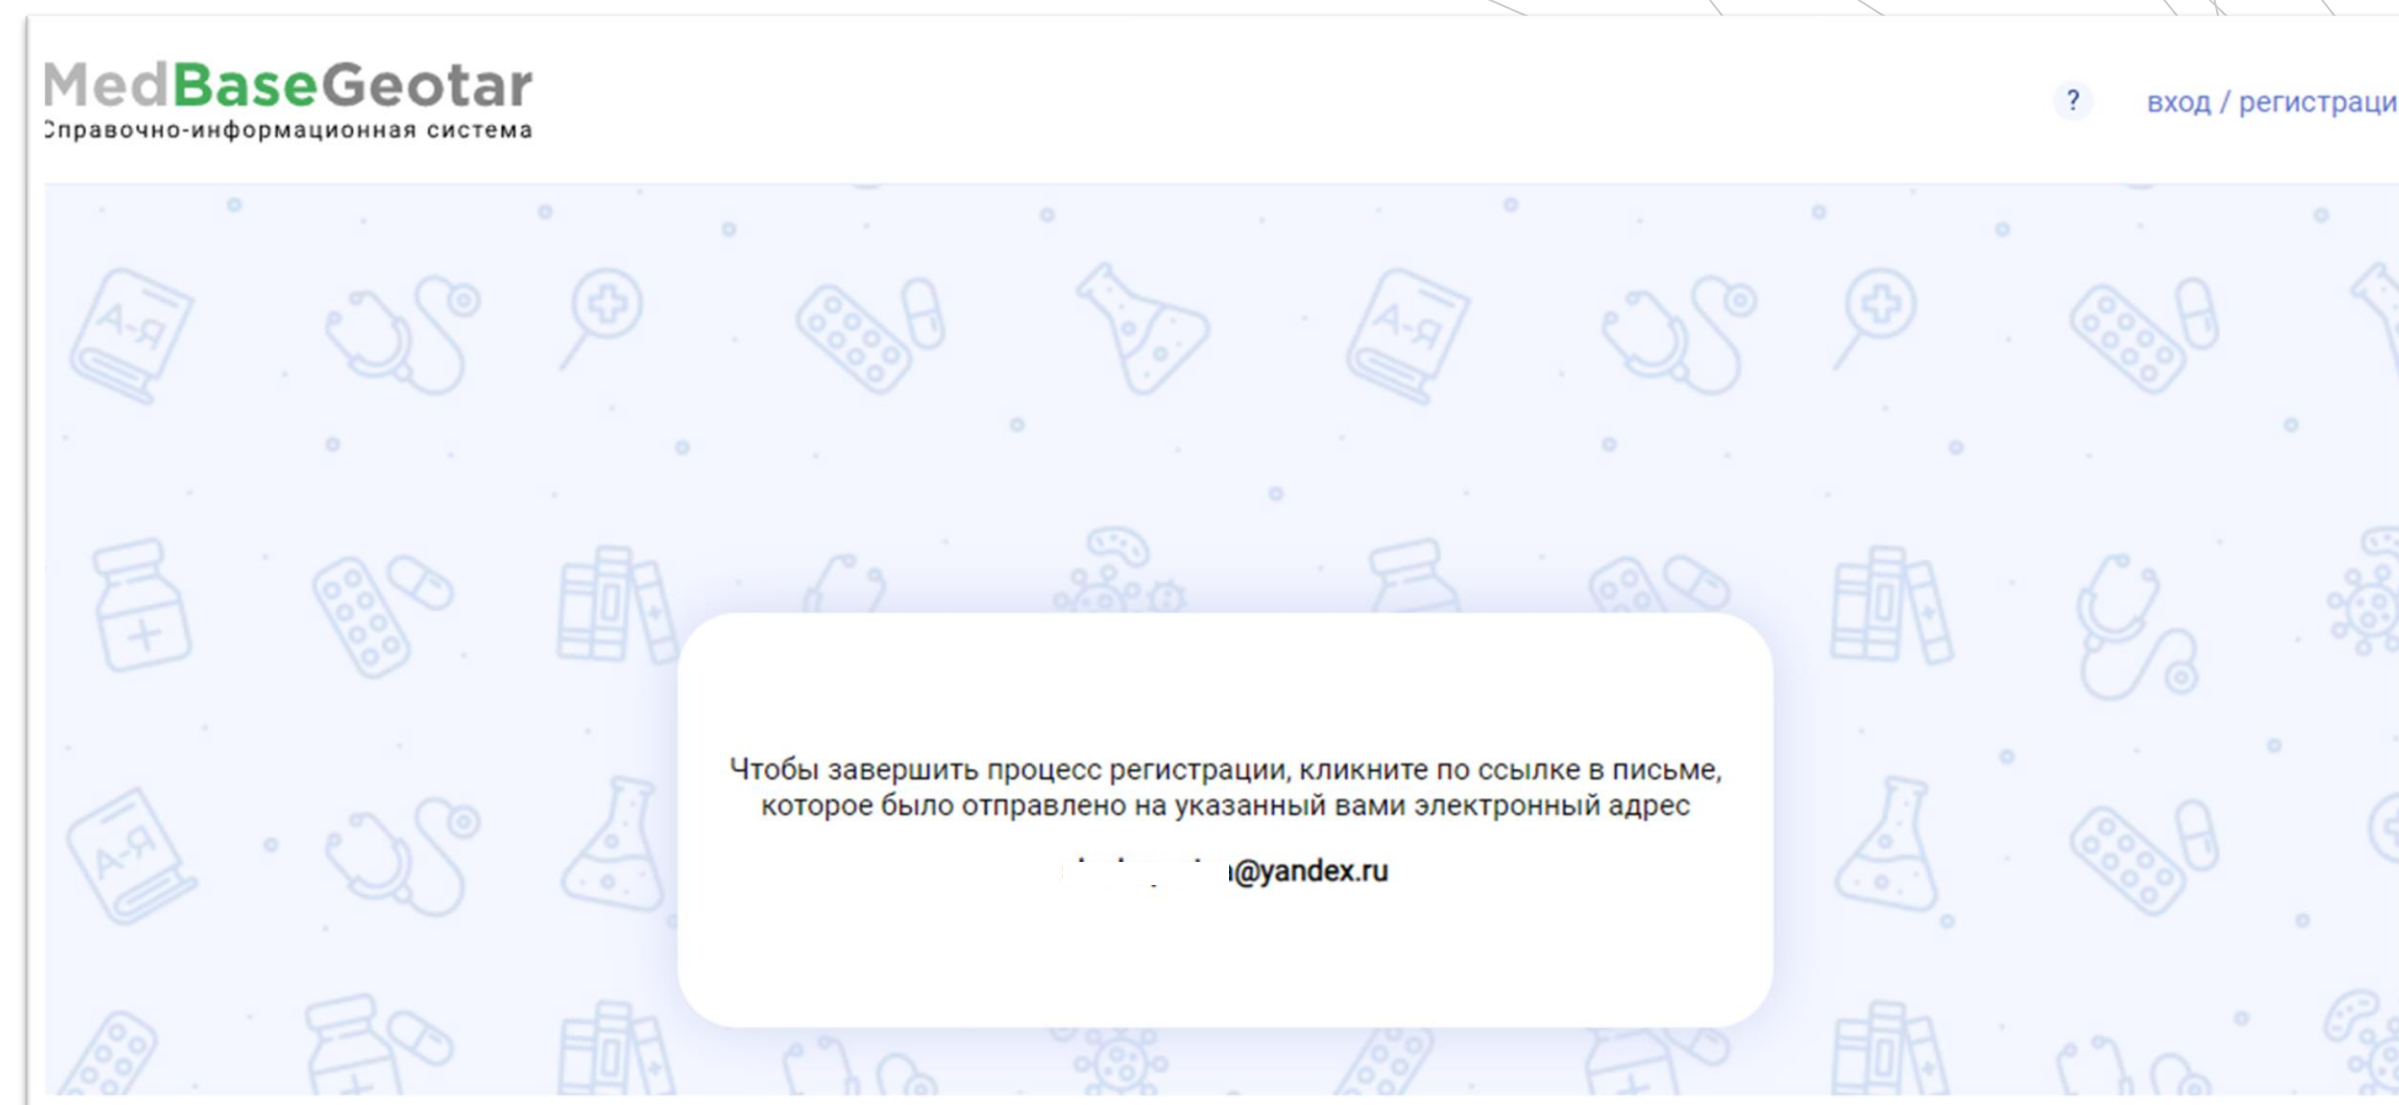 MedBaseGeotar
Справочно-информационная система
? вход / регистраци
А-Я А-Я
Чтобы завершить процесс регистрации, кликните по ссылке в письме,
которое было отправлено на указанный вами электронный адрес
А-Я
@yandex.ru